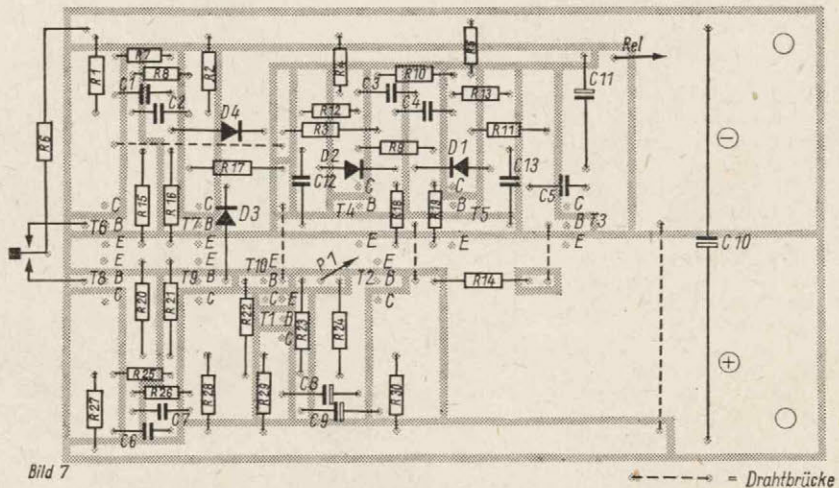 R1 R7 R8 R2 R4 R5 Rel
C1 C2 C3 R10 C11
R6 D4 R12 C4 R13
R3 R9 R11
R17 D2 D1
C12 C13 C5
C R15 R16 C D3 C B T4 R18 R19 C B T5 C
T6 B T7 B B T3
E E E E E C10
E E T10 E P1 E
T8 B R20 T9 B R21 B T2 B R14
C C C E C
R22 T1 B R23 R24
C
R25 R26 R27 R28 R29 C8 R30
C7 C9
C6
Bild 7
= Drahtbrücke